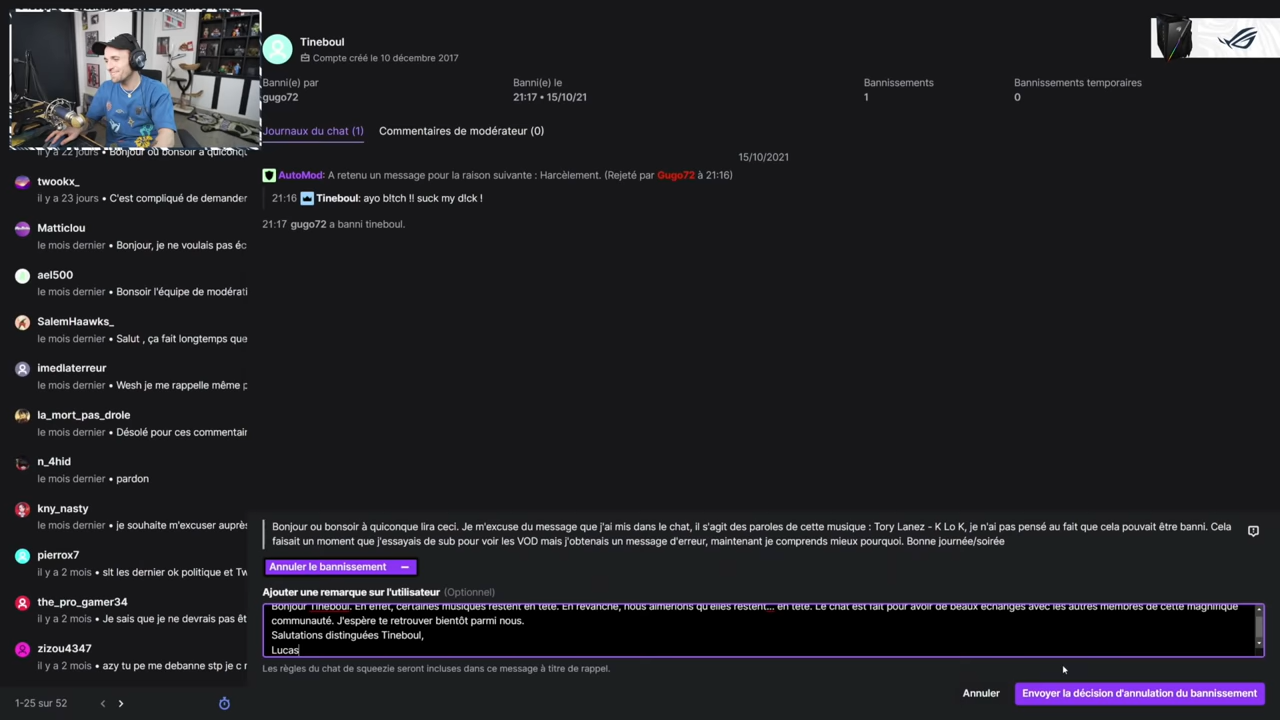 Tineboul
Compte créé le 10 décembre 2017
Banni(e) par
gugo72
Banni(e) le
21:17 • 15/10/21
Bannissements
1
Bannissements temporaires
0
Journaux du chat (1)
Commentaires de modérateur (0)
15/10/2021
AutoMod: A retenu un message pour la raison suivante : Harcèlement. (Rejeté par Gugo72 à 21:16)
21:16 Tineboul: ayo b!tch !! suck my d!ck !
21:17 gugo72 a banni tineboul.
il y a 22 jours • Bonjour ou bonsoir à quiconq
twookx_
il y a 23 jours • C'est compliqué de demander
Matticlou
le mois dernier • Bonjour, je ne voulais pas éc
ael500
le mois dernier • Bonsoir l'équipe de modérati
SalemHaawks_
le mois dernier • Salut , ça fait longtemps que
imedlaterreur
le mois dernier • Wesh je me rappelle même p
la_mort_pas_drole
le mois dernier • Désolé pour ces commentair
n_4hid
le mois dernier • pardon
kny_nasty
le mois dernier • je souhaite m'excuser auprès
pierrox7
il y a 2 mois • slt les dernier ok politique et Tw
the_pro_gamer34
il y a 2 mois • Je sais que je ne devrais pas êt
zizou4347
il y a 2 mois • azy tu pe me debanne stp je c r
1-25 sur 52
Bonjour ou bonsoir à quiconque lira ceci. Je m'excuse du message que j'ai mis dans le chat, il s'agit des paroles de cette musique : Tory Lanez - K Lo K, je n'ai pas pensé au fait que cela pouvait être banni. Cela
faisait un moment que j'essayais de sub pour voir les VOD mais j'obtenais un message d'erreur, maintenant je comprends mieux pourquoi. Bonne journée/soirée
Annuler le bannissement
Ajouter une remarque sur l'utilisateur (Optionnel)
Bonjour Tineboul. En effet, certaines musiques restent en tête. En revanche, nous aimerions qu'elles restent... en tête. Le chat est fait pour avoir de beaux échanges avec les autres membres de cette magnifique
communauté. J'espère te retrouver bientôt parmi nous.
Salutations distinguées Tineboul,
Lucas
Les règles du chat de squeezie seront incluses dans ce message à titre de rappel.
Annuler
Envoyer la décision d'annulation du bannissement